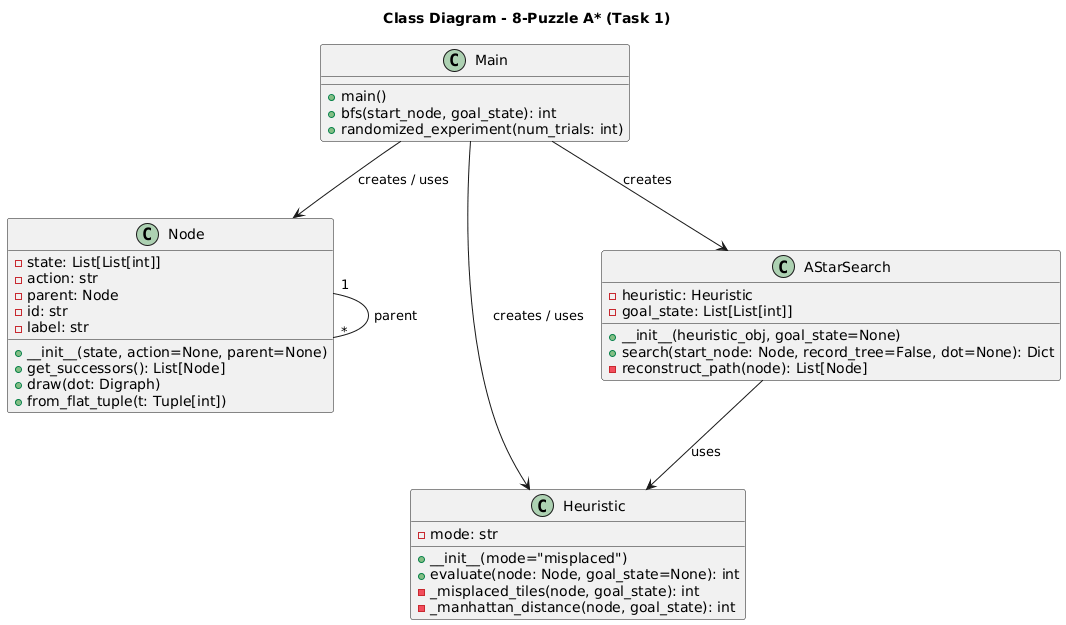 Class Diagram - 8-Puzzle A* (Task 1)
C Main
main()
bfs(start_node, goal_state): int
randomized_experiment(num_trials: int)
creates / uses
creates
C Node
state: List[List[int]]
action: str
parent: Node
id: str
label: str
__init__(state, action=None, parent=None)
get_successors(): List[Node]
draw(dot: Digraph)
from_flat_tuple(t: Tuple[int])
1
parent
*
creates / uses
C AStarSearch
heuristic: Heuristic
goal_state: List[List[int]]
__init__(heuristic_obj, goal_state=None)
search(start_node: Node, record_tree=False, dot=None): Dict
reconstruct_path(node): List[Node]
uses
C Heuristic
mode: str
__init__(mode="misplaced")
evaluate(node: Node, goal_state=None): int
_misplaced_tiles(node, goal_state): int
_manhattan_distance(node, goal_state): int